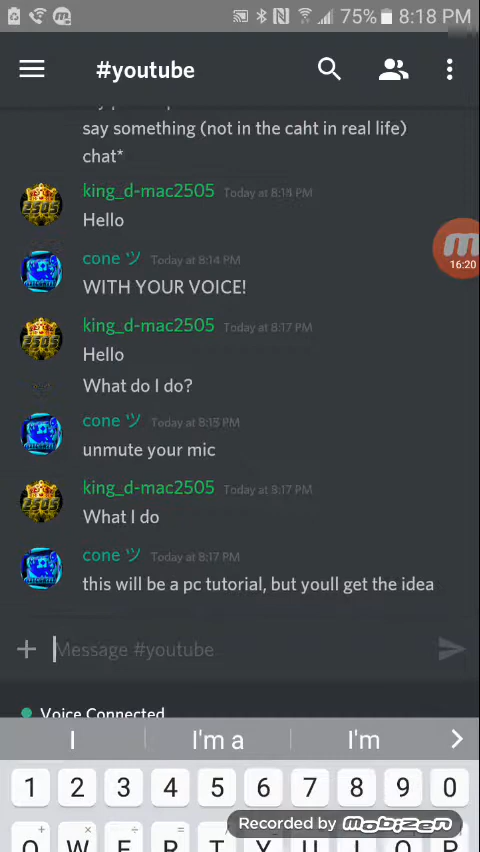 75% 8:18 PM
#youtube
say something (not in the caht in real life)
chat*
king_d-mac2505 Today at 8:14 PM
Hello
cone ツ Today at 8:14 PM
WITH YOUR VOICE!
16:20
king_d-mac2505 Today at 8:17 PM
Hello
What do I do?
cone ツ Today at 8:15 PM
unmute your mic
king_d-mac2505 Today at 8:17 PM
What I do
cone ツ Today at 8:17 PM
this will be a pc tutorial, but youll get the idea
Message #youtube
Voice Connected
I I'm a I'm
1 2 3 4 5 6 7 8 9 0
Recorded by mobizen
Q W E R T Y U I O P